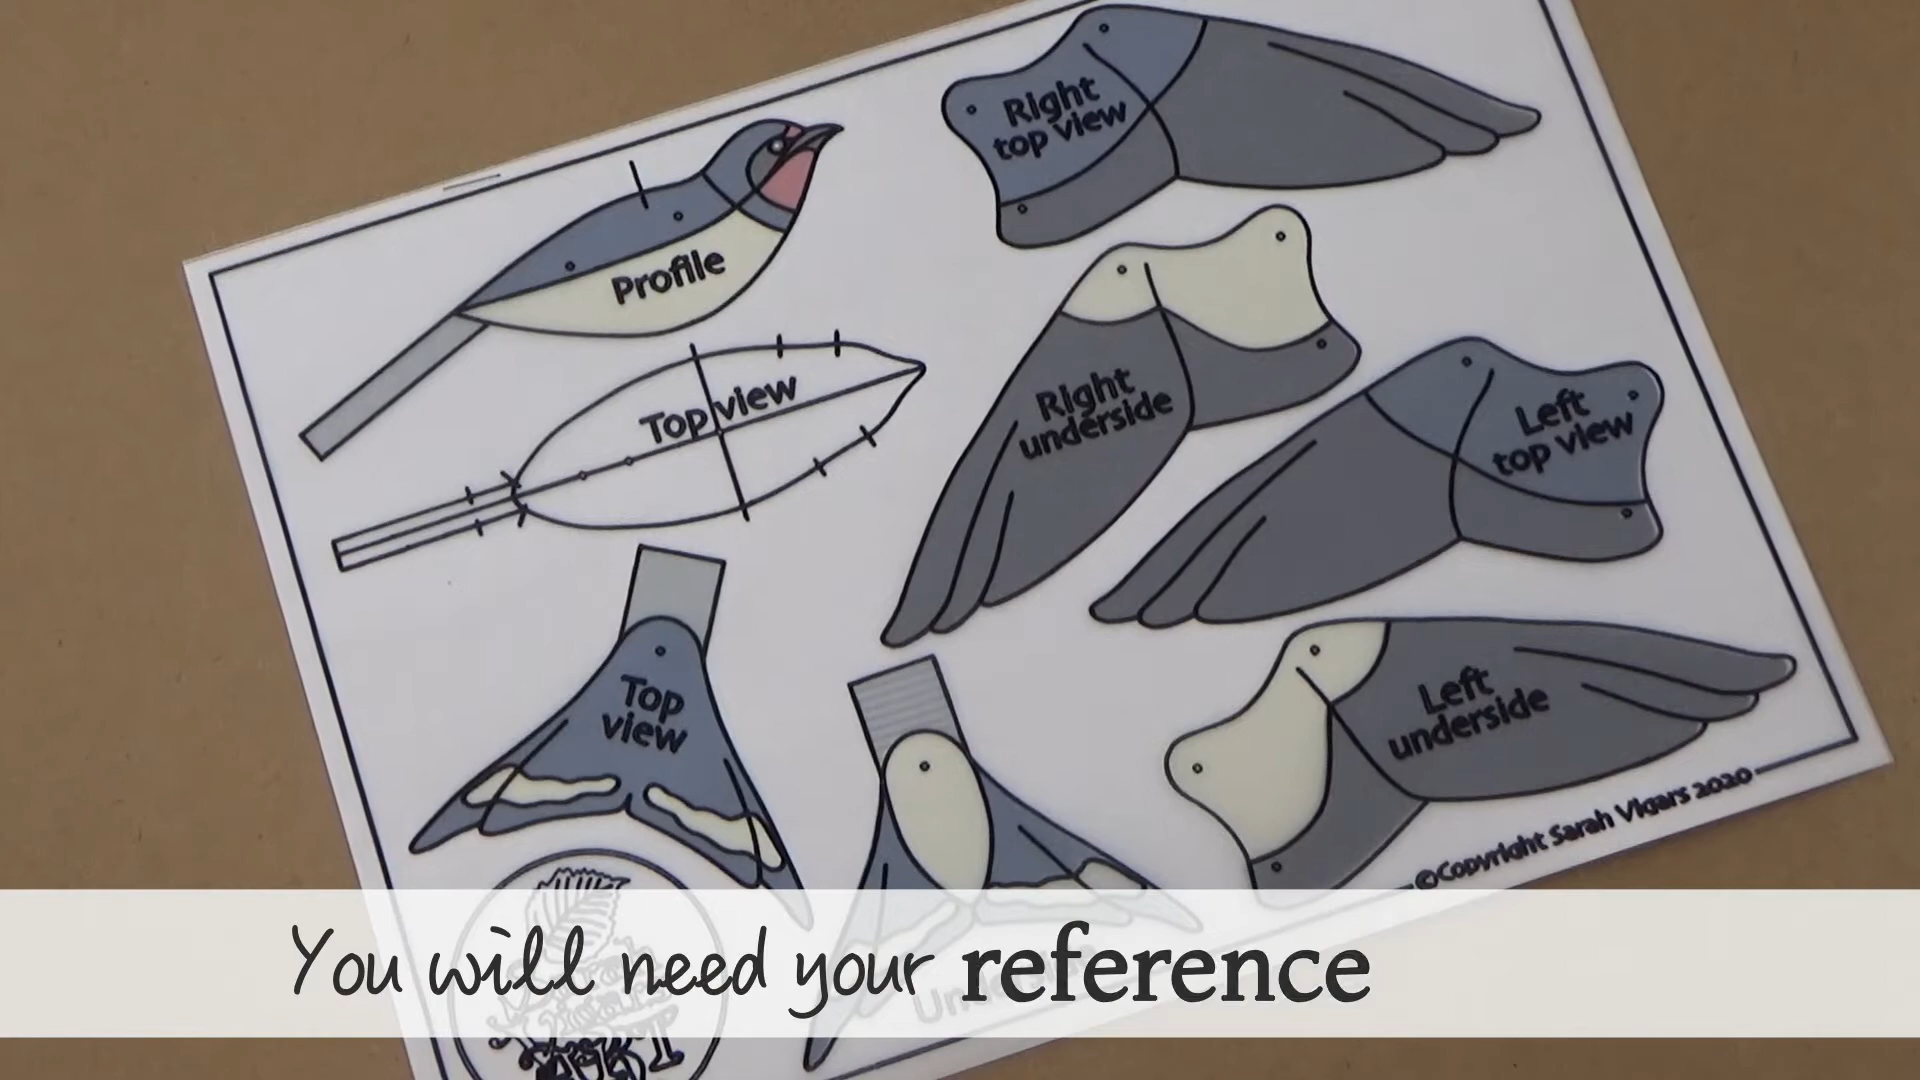 Right
top view
Profile
Top view
Right
underside
Left
top view
Top
view
Left
underside
©Copyright Sarah Vigars 2020
You will need your reference